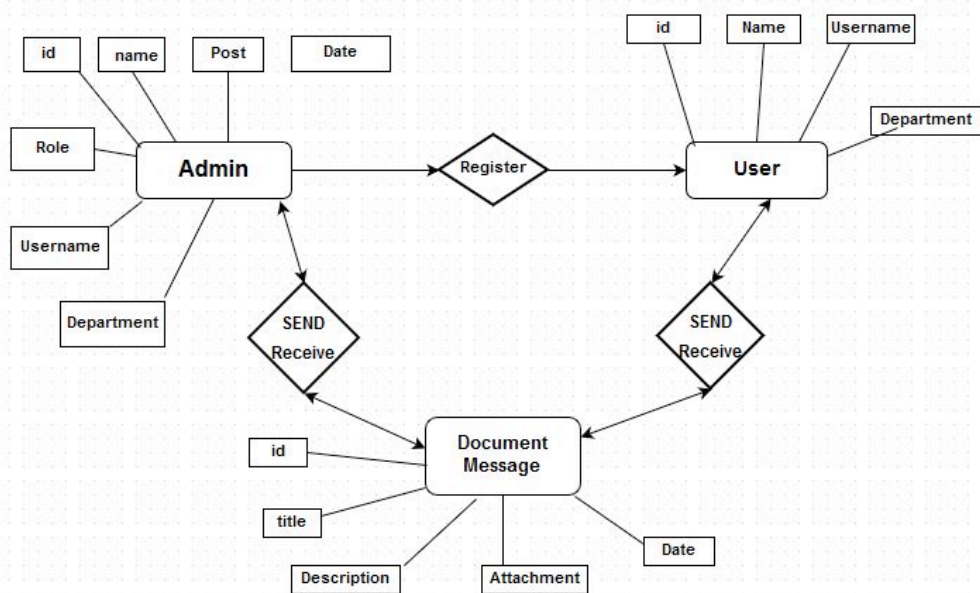 id
name
Post
Date
id
Name
Username
Role
Admin
Register
User
Department
Username
Department
SEND
Receive
SEND
Receive
Document
Message
id
title
Description
Attachment
Date